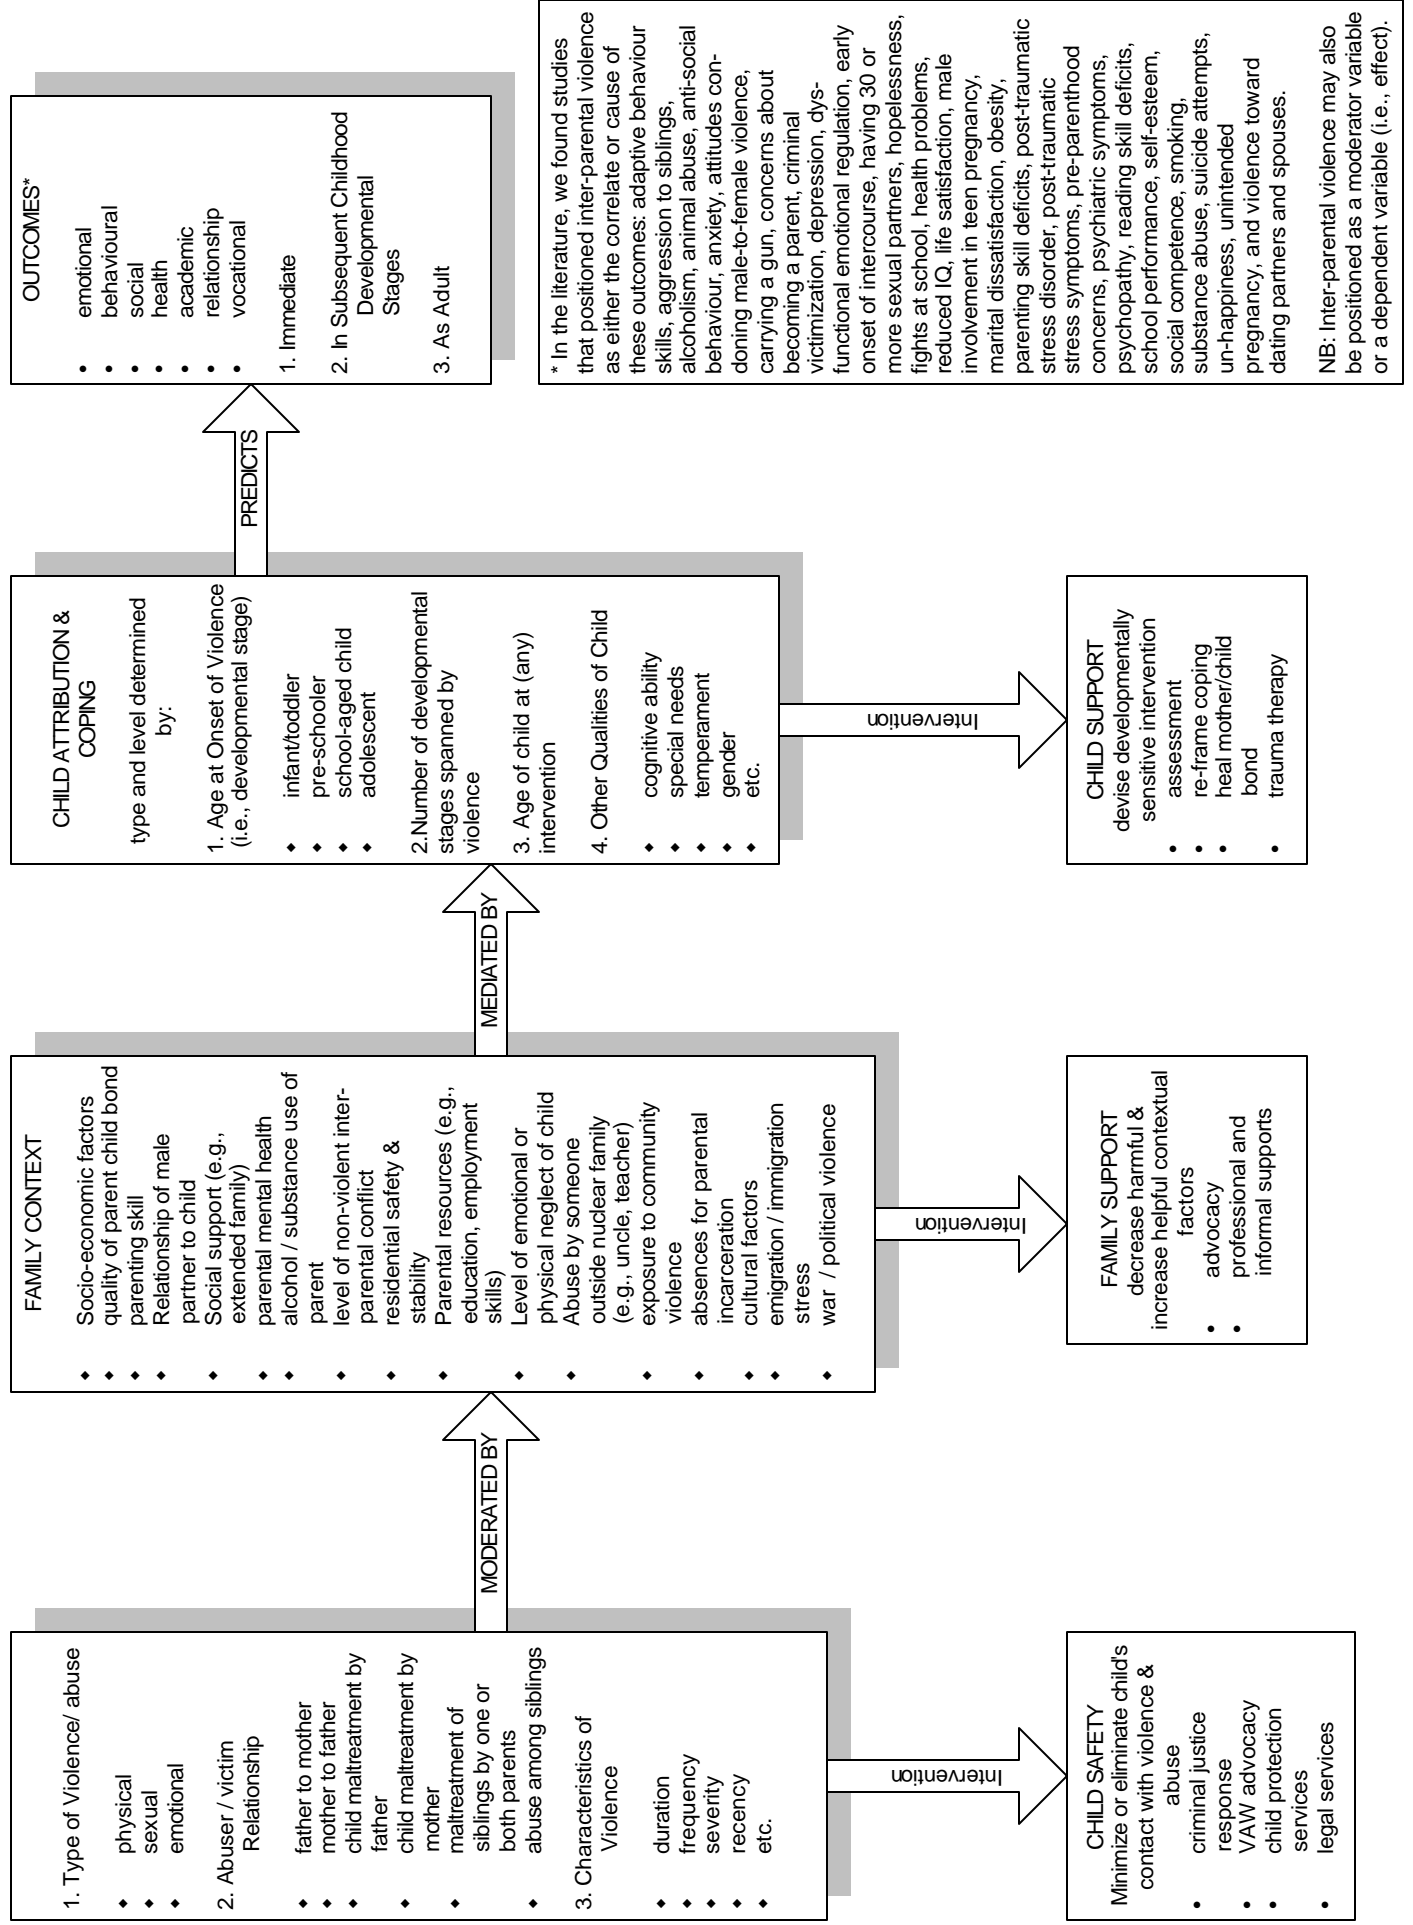 1. Type of Violence/ abuse
⬥ physical
⬥ sexual
⬥ emotional
2. Abuser / victim
Relationship
⬥ father to mother
⬥ mother to father
⬥ child maltreatment by
father
⬥ child maltreatment by
mother
⬥ maltreatment of
siblings by one or
both parents
⬥ abuse among siblings
3. Characteristics of
Violence
⬥ duration
⬥ frequency
⬥ severity
⬥ recency
⬥ etc.
MODERATED BY
FAMILY CONTEXT
⬥ Socio-economic factors
⬥ quality of parent child bond
⬥ parenting skill
⬥ Relationship of male
partner to child
⬥ Social support (e.g.,
extended family)
⬥ parental mental health
⬥ alcohol / substance use of
parent
⬥ level of non-violent inter-
parental conflict
⬥ residential safety &
stability
⬥ Parental resources (e.g.,
education, employment
skills)
⬥ Level of emotional or
physical neglect of child
⬥ Abuse by someone
outside nuclear family
(e.g., uncle, teacher)
⬥ exposure to community
violence
⬥ absences for parental
incarceration
⬥ cultural factors
⬥ emigration / immigration
stress
⬥ war / political violence
MEDIATED BY
CHILD ATTRIBUTION &
COPING
type and level determined
by:
1. Age at Onset of Violence
(i.e., developmental stage)
⬥ infant/toddler
⬥ pre-schooler
⬥ school-aged child
⬥ adolescent
2.Number of developmental
stages spanned by
violence
3. Age of child at (any)
intervention
4. Other Qualities of Child
⬥ cognitive ability
⬥ special needs
⬥ temperament
⬥ gender
⬥ etc.
PREDICTS
OUTCOMES*
• emotional
• behavioural
• social
• health
• academic
• relationship
• vocational
1. Immediate
2. In Subsequent Childhood
Developmental
Stages
3. As Adult
Intervention
CHILD SAFETY
Minimize or eliminate child's
contact with violence &
abuse
• criminal justice
response
• VAW advocacy
• child protection
services
• legal services
Intervention
FAMILY SUPPORT
decrease harmful &
increase helpful contextual
factors
• advocacy
• professional and
informal supports
Intervention
CHILD SUPPORT
devise developmentally
sensitive intervention
• assessment
• re-frame coping
• heal mother/child
bond
• trauma therapy
* In the literature, we found studies
that positioned inter-parental violence
as either the correlate or cause of
these outcomes: adaptive behaviour
skills, aggression to siblings,
alcoholism, animal abuse, anti-social
behaviour, anxiety, attitudes con-
doning male-to-female violence,
carrying a gun, concerns about
becoming a parent, criminal
victimization, depression, dys-
functional emotional regulation, early
onset of intercourse, having 30 or
more sexual partners, hopelessness,
fights at school, health problems,
reduced IQ, life satisfaction, male
involvement in teen pregnancy,
marital dissatisfaction, obesity,
parenting skill deficits, post-traumatic
stress disorder, post-traumatic
stress symptoms, pre-parenthood
concerns, psychiatric symptoms,
psychopathy, reading skill deficits,
school performance, self-esteem,
social competence, smoking,
substance abuse, suicide attempts,
un-happiness, unintended
pregnancy, and violence toward
dating partners and spouses.
NB: Inter-parental violence may also
be positioned as a moderator variable
or a dependent variable (i.e., effect).